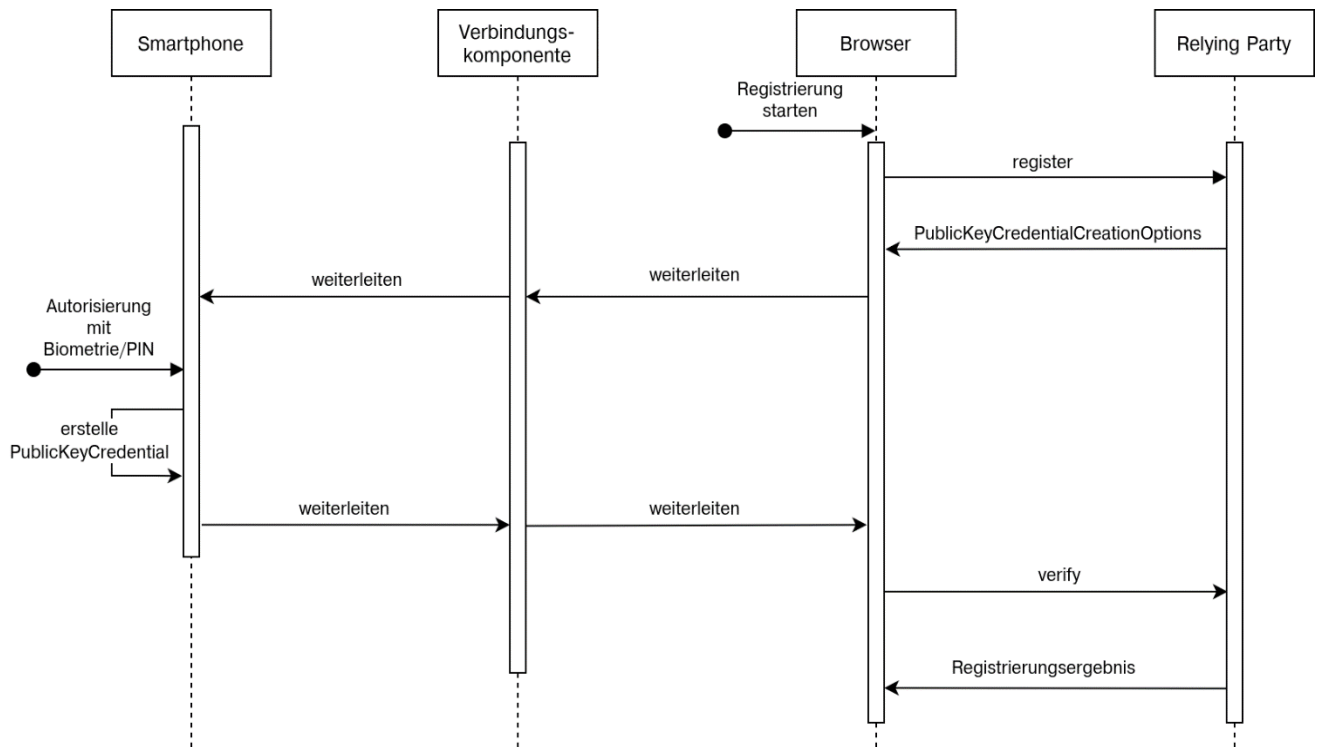 Smartphone
Verbindungs-
komponente
Browser
Relying Party
Registrierung
starten
register
PublicKeyCredentialCreationOptions
weiterleiten
weiterleiten
Autorisierung
mit
Biometrie/PIN
erstelle
PublicKeyCredential
weiterleiten
weiterleiten
verify
Registrierungsergebnis